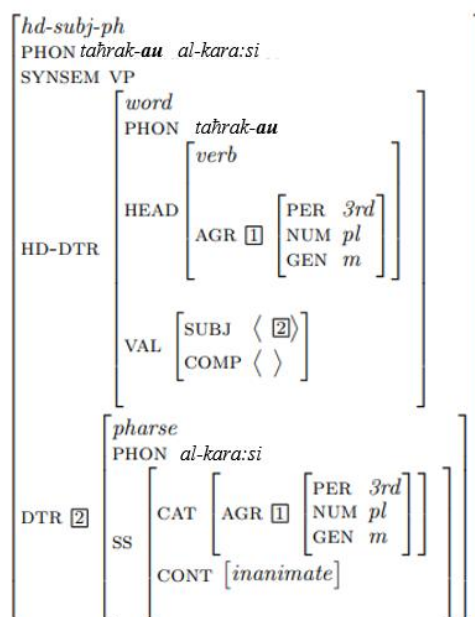 hd-subj-ph
PHON taħrak-au al-kara:si
SYNSEM VP
word
PHON taħrak-au
verb
HEAD
PER 3rd
AGR 1 NUM pl
GEN m
HD-DTR
SUBJ ⟨ 2⟩
VAL
COMP ⟨ ⟩
pharse
PHON al-kara:si
PER 3rd
CAT AGR 1 NUM pl
GEN m
DTR 2
SS
CONT [inanimate]